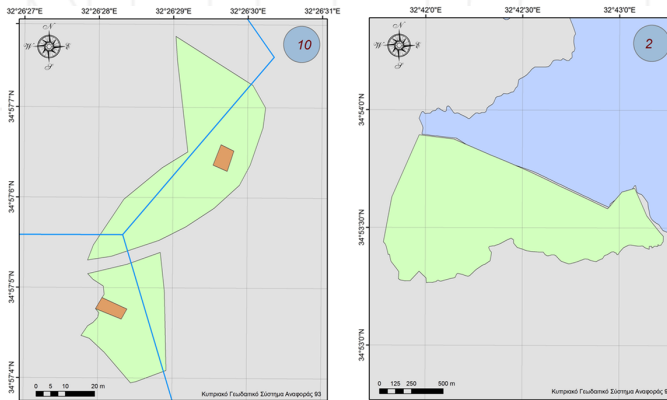 32°26'27"E 32°26'28"E 32°26'29"E 32°26'30"E 32°26'31"E
N
W E
S
10
34°57'7"N
34°57'6"N
34°57'5"N
34°57'4"N
0 5 10 20 m
Κυπριακό Γεωδαιτικό Σύστημα Αναφοράς 93
32°42'0"E 32°42'30"E 32°43'0"E
N
W E
S
2
34°54'0"N
34°53'30"N
34°53'0"N
0 125 250 500 m
Κυπριακό Γεωδαιτικό Σύστημα Αναφοράς 9